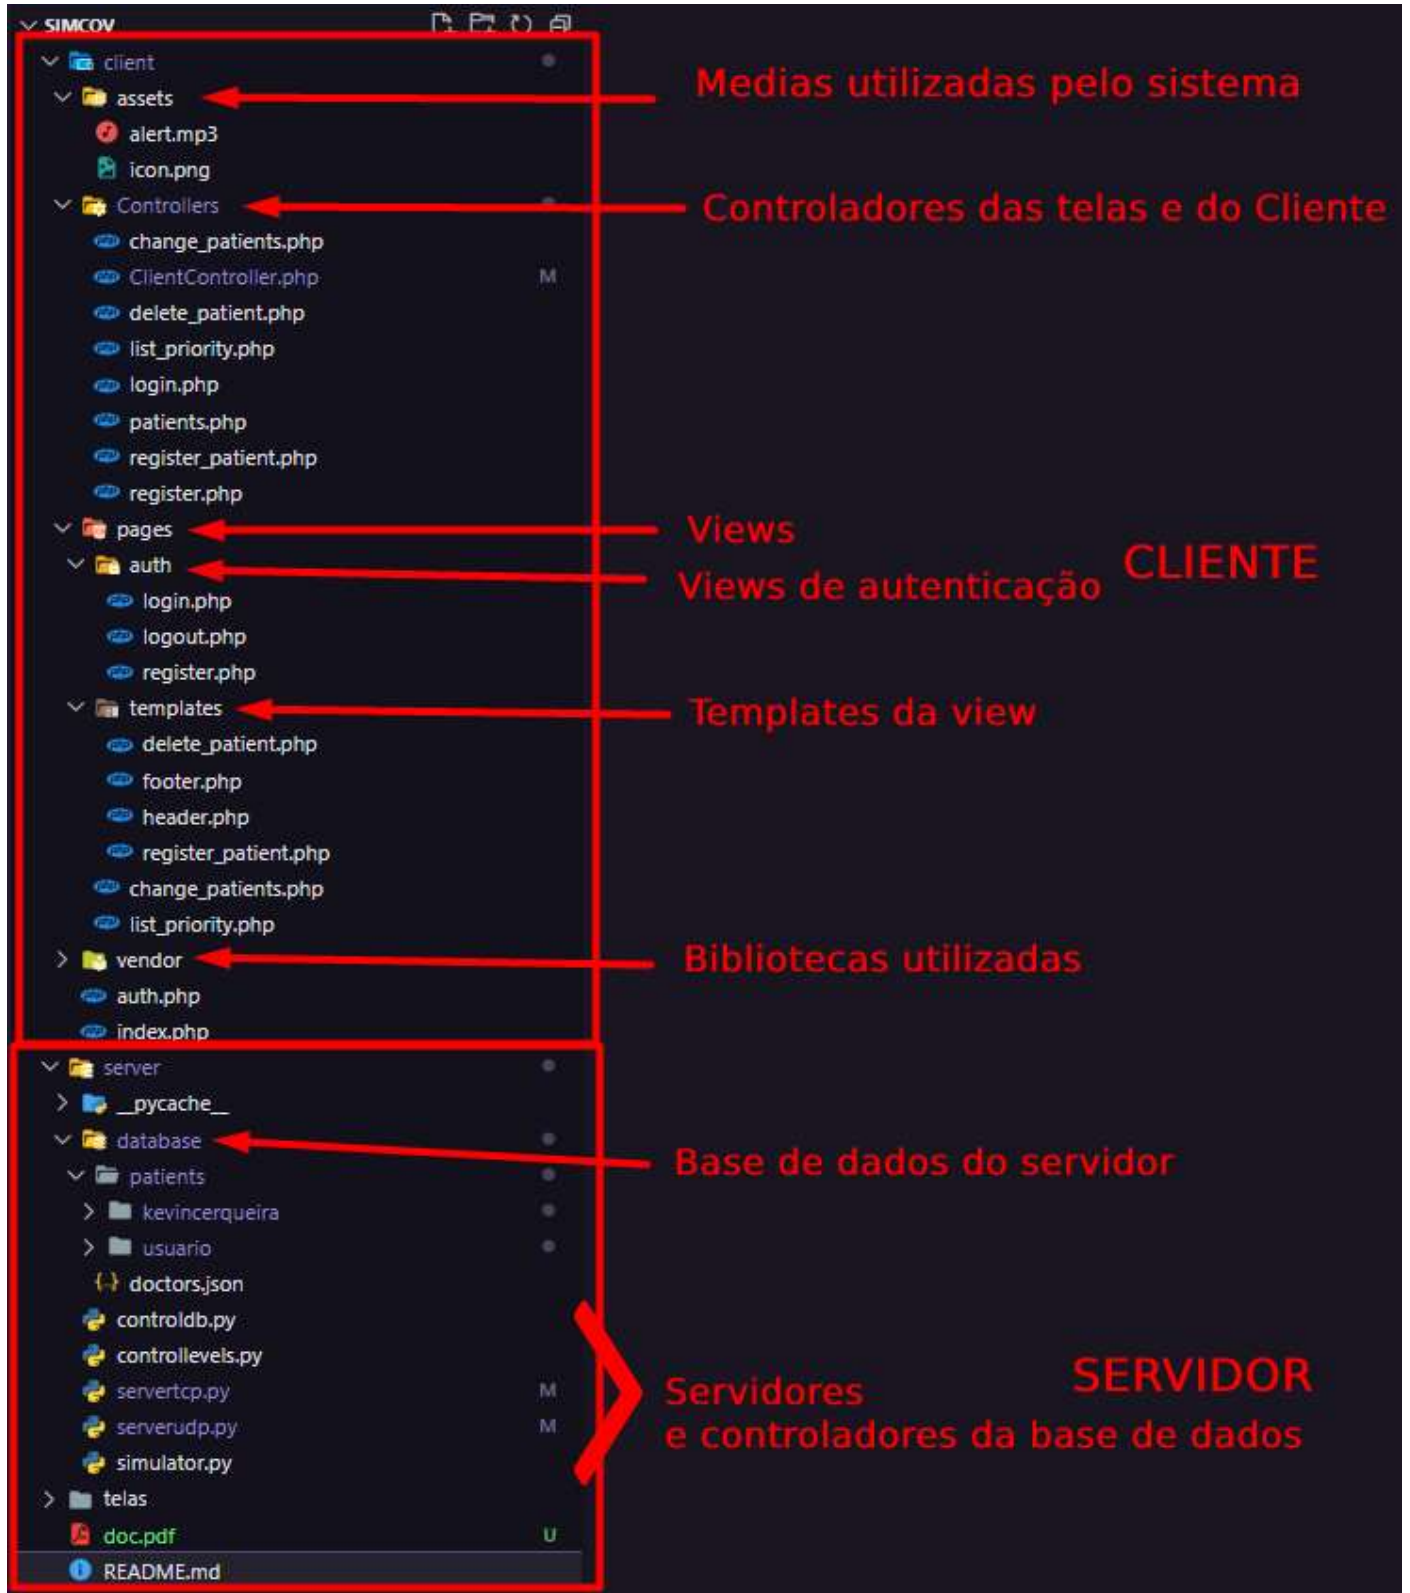 SIMCOV
client
assets
Medias utilizadas pelo sistema
alert.mp3
icon.png
Controllers
Controladores das telas e do Cliente
change_patients.php
ClientController.php M
delete_patient.php
list_priority.php
login.php
patients.php
register_patient.php
register.php
pages
Views
auth
Views de autenticação
CLIENTE
login.php
logout.php
register.php
templates
Templates da view
delete_patient.php
footer.php
header.php
register_patient.php
change_patients.php
list_priority.php
vendor
Bibliotecas utilizadas
auth.php
index.php
server
__pycache__
database
Base de dados do servidor
patients
kevincerqueira
usuario
doctors.json
controldb.py
controllevels.py
servertcp.py M
serverudp.py M
simulator.py
Servidores
e controladores da base de dados
SERVIDOR
telas
doc.pdf U
README.md